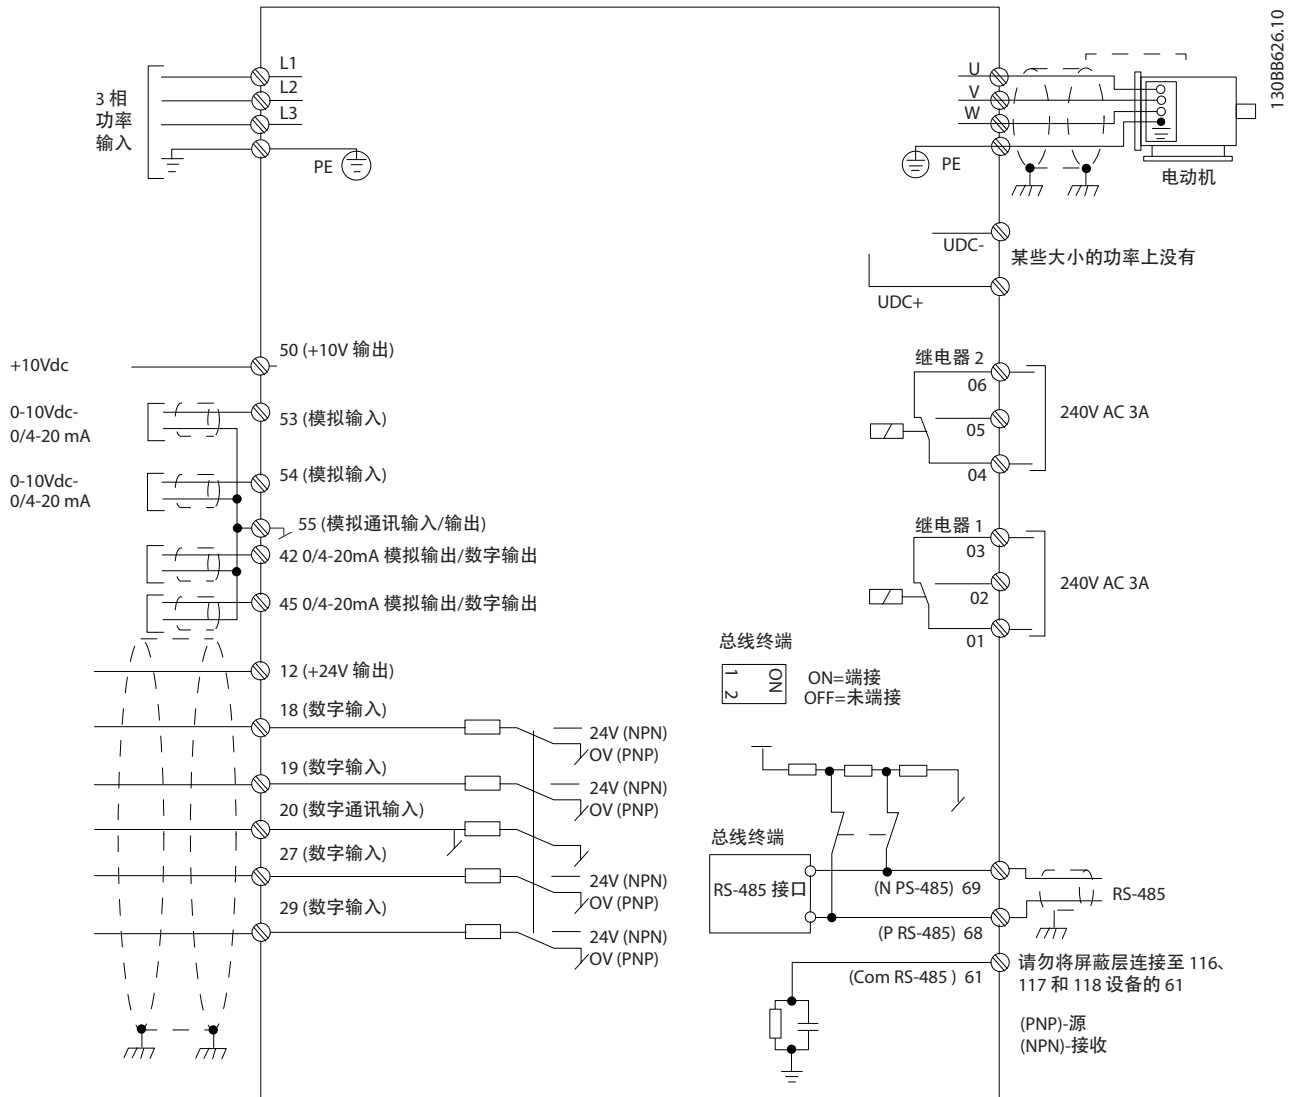 130BB626.10
L1
L2
L3
3 相
功率
输入
PE
U
V
W
PE
电动机
UDC-
某些大小的功率上没有
UDC+
+10Vdc
50 (+10V 输出)
0-10Vdc-
0/4-20 mA
53 (模拟输入)
0-10Vdc-
0/4-20 mA
54 (模拟输入)
55 (模拟通讯输入/输出)
42 0/4-20mA 模拟输出/数字输出
45 0/4-20mA 模拟输出/数字输出
12 (+24V 输出)
18 (数字输入)
24V (NPN)
OV (PNP)
19 (数字输入)
24V (NPN)
OV (PNP)
20 (数字通讯输入)
27 (数字输入)
24V (NPN)
OV (PNP)
29 (数字输入)
24V (NPN)
OV (PNP)
继电器 2
06
05
04
240V AC 3A
继电器 1
03
02
01
240V AC 3A
总线终端
1
2
ON
ON=端接
OFF=未端接
总线终端
RS-485 接口
(N PS-485) 69
RS-485
(P RS-485) 68
(Com RS-485 ) 61
请勿将屏蔽层连接至 116、
117 和 118 设备的 61
(PNP)-源
(NPN)-接收